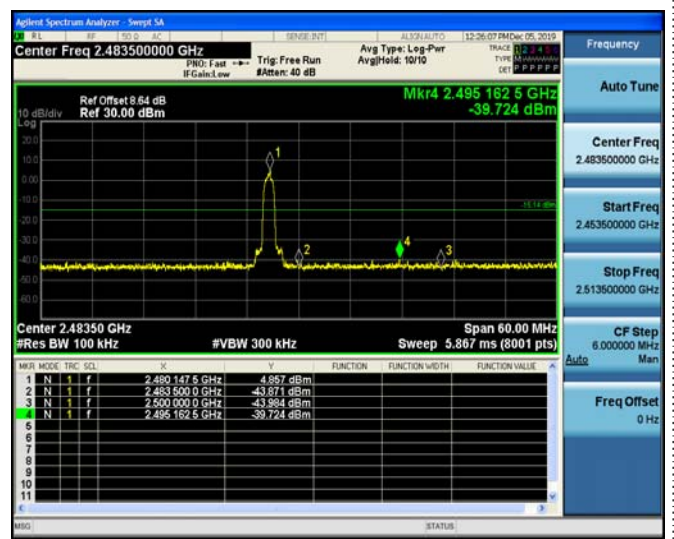 Agilent Spectrum Analyzer - Swept SA
RL RF 50 Ω AC SENSE:INT ALIGNAUTO 12:26:07 PM Dec 05, 2019
Center Freq 2.483500000 GHz
PNO: Fast
IFGain:Low
Trig: Free Run
#Atten: 40 dB
Avg Type: Log-Pwr
Avg|Hold: 10/10
TRACE 1 2 3 4 5 6
TYPE
DET P P P P P P
Mkr4 2.495 162 5 GHz
-39.724 dBm
Ref Offset 8.64 dB
10 dB/div Ref 30.00 dBm
Log
20.0
10.0
0.00
-10.0
-20.0
-30.0
-40.0
-50.0
-60.0
1
2
3
4
-15.14 dBm
Center 2.48350 GHz Span 60.00 MHz
#Res BW 100 kHz #VBW 300 kHz Sweep 5.867 ms (8001 pts)
MKR MODE TRC SCL X Y FUNCTION FUNCTION WIDTH FUNCTION VALUE
1 N 1 f 2.480 147 5 GHz 4.857 dBm
2 N 1 f 2.483 500 0 GHz -43.871 dBm
3 N 1 f 2.500 000 0 GHz -43.984 dBm
4 N 1 f 2.495 162 5 GHz -39.724 dBm
5
6
7
8
9
10
11
MSG STATUS
Frequency
Auto Tune
Center Freq
2.483500000 GHz
Start Freq
2.453500000 GHz
Stop Freq
2.513500000 GHz
CF Step
6.000000 MHz
Auto Man
Freq Offset
0 Hz